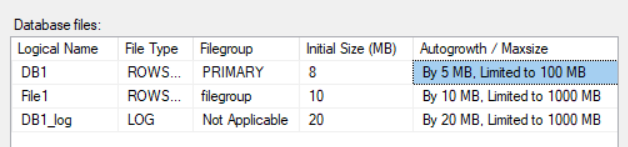 Database files:
Logical Name File Type Filegroup Initial Size (MB) Autogrowth / Maxsize
DB1 ROWS... PRIMARY 8 By 5 MB, Limited to 100 MB
File1 ROWS... filegroup 10 By 10 MB, Limited to 1000 MB
DB1_log LOG Not Applicable 20 By 20 MB, Limited to 1000 MB